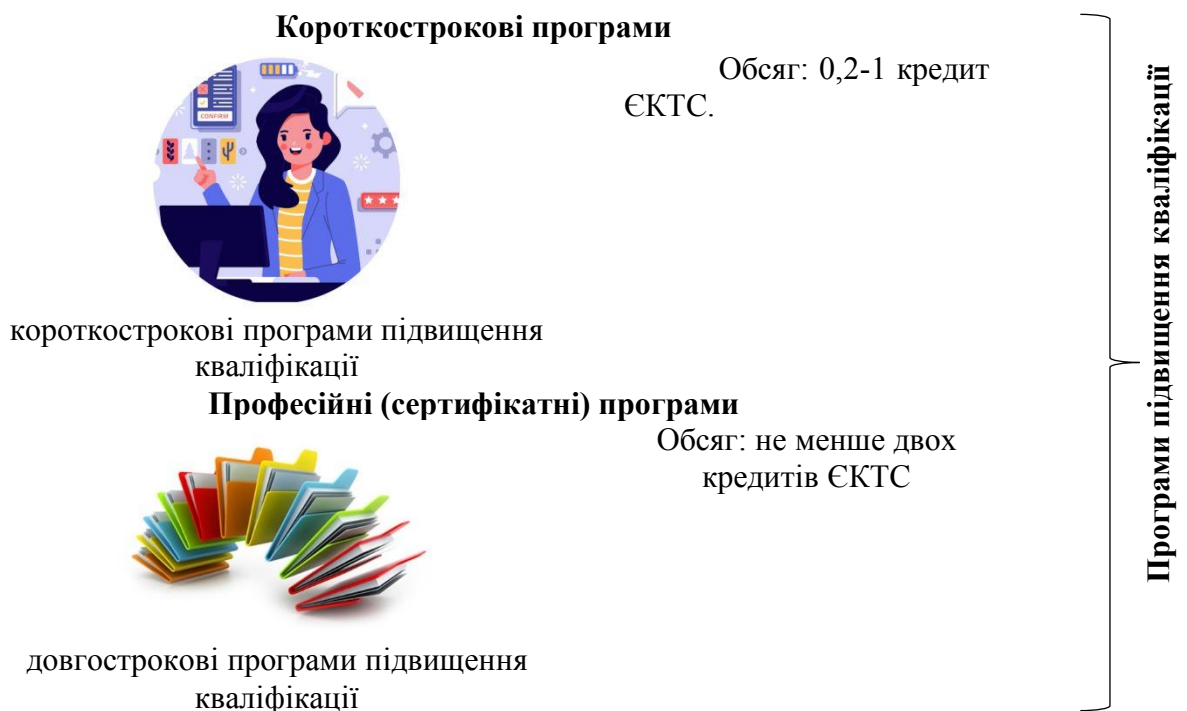 Короткострокові програми
Обсяг: 0,2-1 кредит
ЄКТС.
CONFIRM
короткострокові програми підвищення
кваліфікації
Професійні (сертифікатні) програми
Обсяг: не менше двох
кредитів ЄКТС
довгострокові програми підвищення
кваліфікації
Програми підвищення кваліфікації